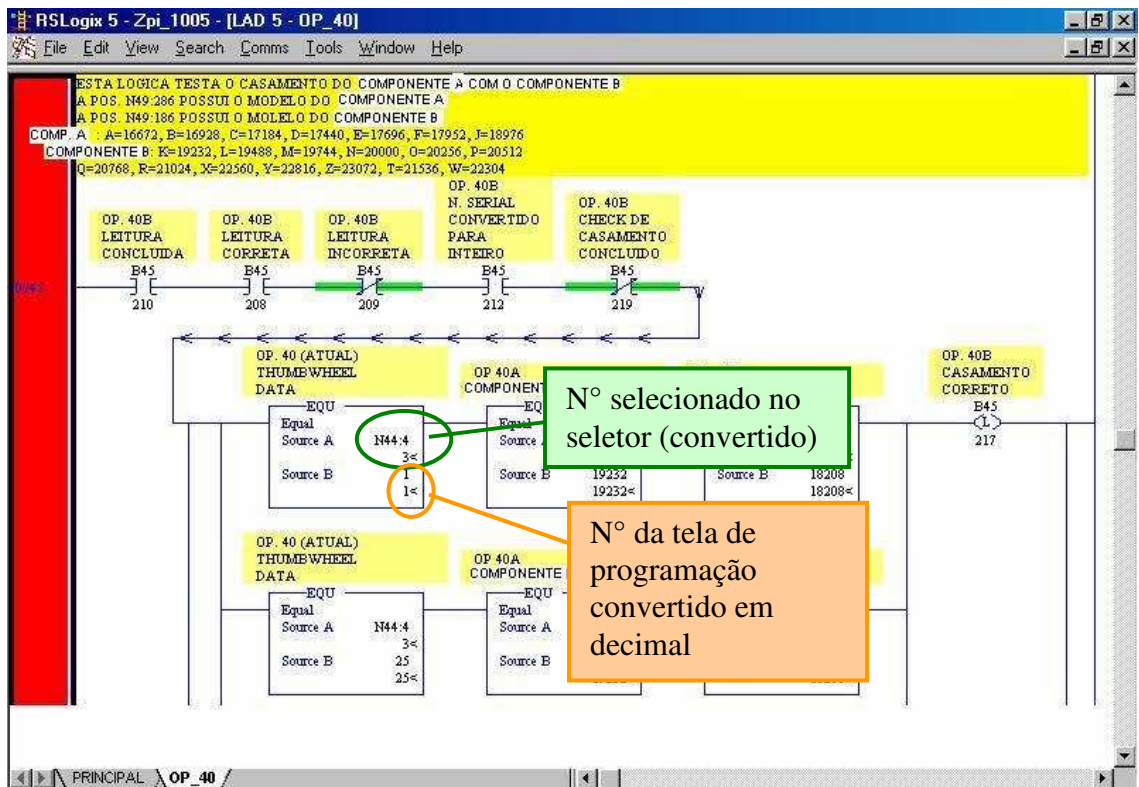 RSLogix 5 - Zpi_1005 - [LAD 5 - OP_40]
File Edit View Search Comms Tools Window Help
ESTA LOGICA TESTA O CASAMENTO DO COMPONENTE A COM O COMPONENTE B
A POS. N49:286 POSSUI O MODELO DO COMPONENTE A
A POS. N49:186 POSSUI O MOLELO DO COMPONENTE B
COMP. A : A=16672, B=16928, C=17184, D=17440, E=17696, F=17952, J=18976
COMPONENTE B: K=19232, L=19488, M=19744, N=20000, O=20256, P=20512
Q=20768, R=21024, X=22560, Y=22816, Z=23072, T=21536, W=22304
OP. 40B
LEITURA
CONCLUIDA
B45
210
OP. 40B
LEITURA
CORRETA
B45
208
OP. 40B
LEITURA
INCORRETA
B45
209
OP. 40B
N. SERIAL
CONVERTIDO
PARA
INTEIRO
B45
212
OP. 40B
CHECK DE
CASAMENTO
CONCLUIDO
B45
219
OP. 40 (ATUAL)
THUMBWHEEL
DATA
EQU
Equal
Source A N44:4
3<
Source B 1
1<
OP 40A
Equal
Source B 19232
19232<
Source B 18208
18208<
OP. 40B
CASAMENTO
CORRETO
B45
L
217
N° selecionado no
seletor (convertido)
N° da tela de
programação
convertido em
decimal
OP. 40 (ATUAL)
THUMBWHEEL
DATA
EQU
Equal
Source A N44:4
3<
Source B 25
25<
OP 40A
COMPONENTE
EQU
Equal
Source A
Source B
PRINCIPAL OP_40